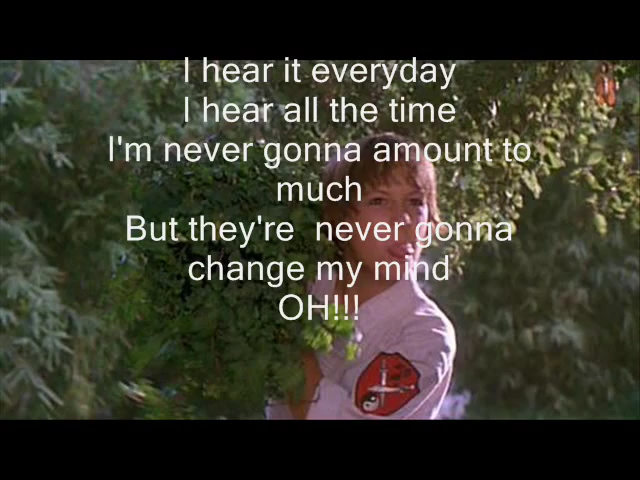 I hear it everyday
I hear all the time
I'm never gonna amount to
much
But they're  never gonna
change my mind
OH!!!